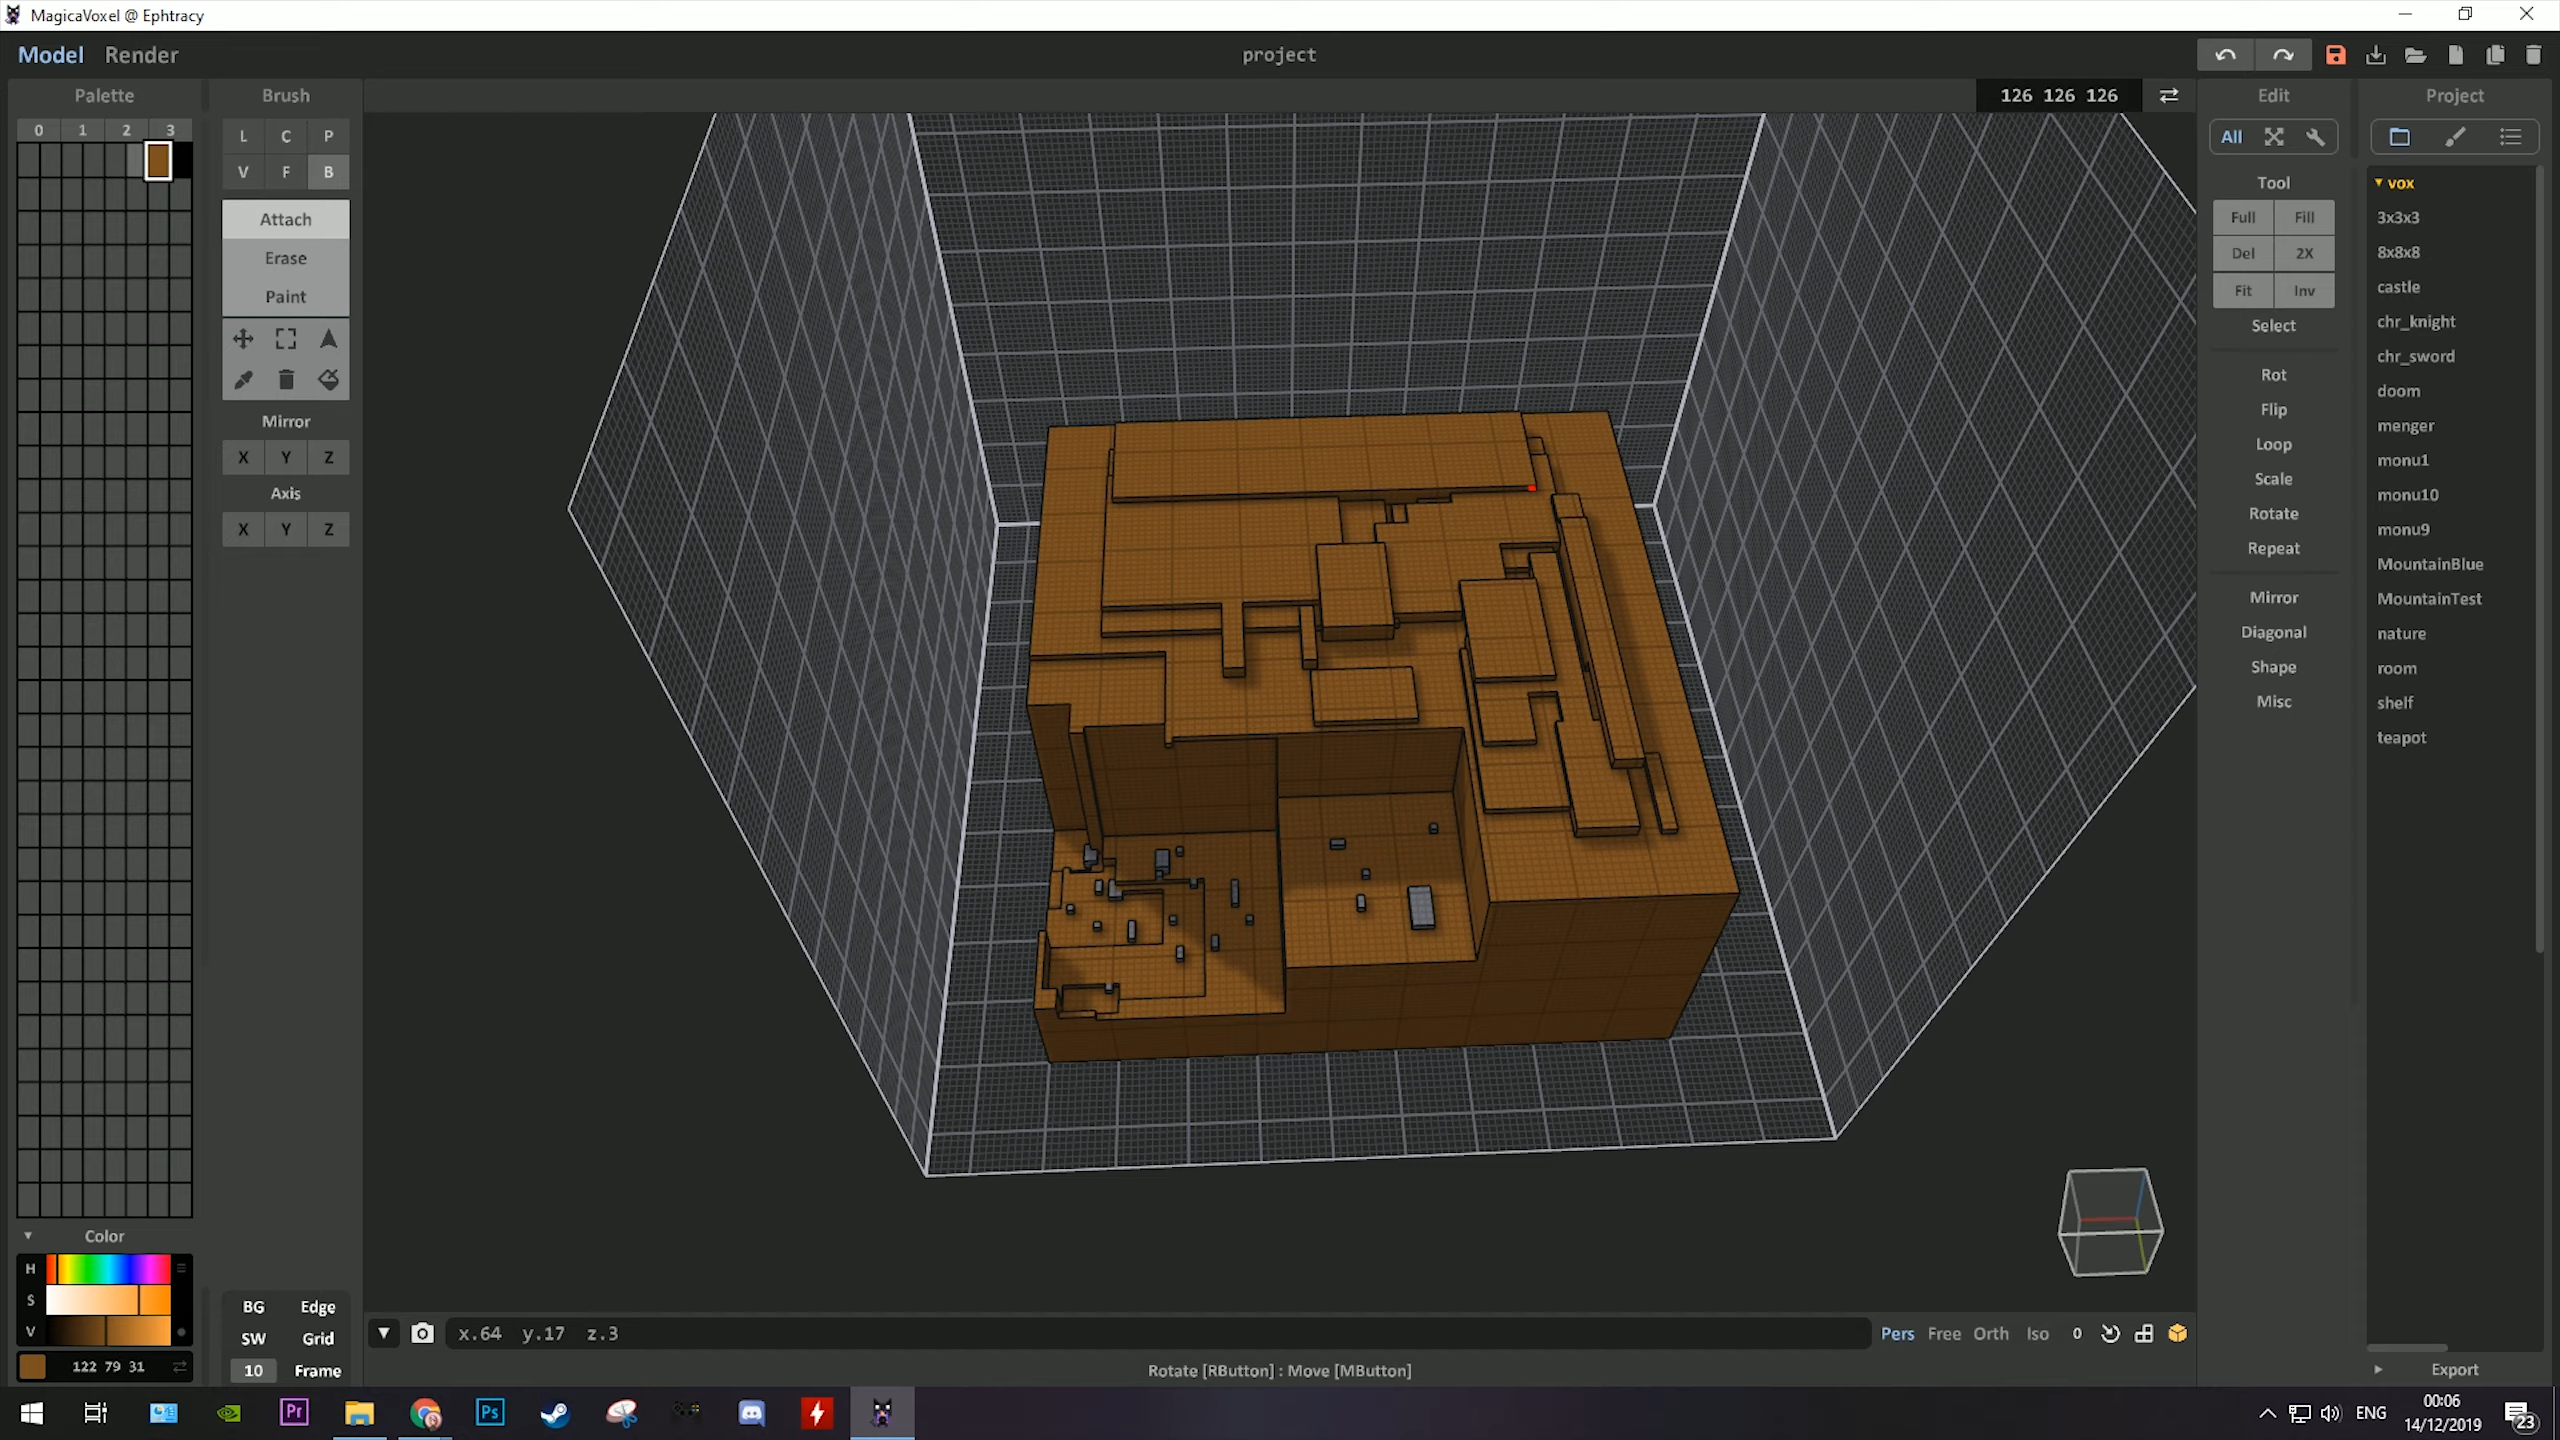 MagicaVoxel @ Ephtracy
Model Render
project
Palette
0 1 2 3
Brush
L C P
V F B
Attach
Erase
Paint
Mirror
X Y Z
Axis
X Y Z
126 126 126
Edit
All
Tool
Full Fill
Del 2X
Fit Inv
Select
Rot
Flip
Loop
Scale
Rotate
Repeat
Mirror
Diagonal
Shape
Misc
Project
vox
3x3x3
8x8x8
castle
chr_knight
chr_sword
doom
menger
monu1
monu10
monu9
MountainBlue
MountainTest
nature
room
shelf
teapot
Export
Color
H
S
V
122 79 31
BG Edge
SW Grid
10 Frame
x.64 y.17 z.3
Pers Free Orth Iso 0
Rotate [RButton] : Move [MButton]
Pr
Ps
ENG
00:06
14/12/2019
23